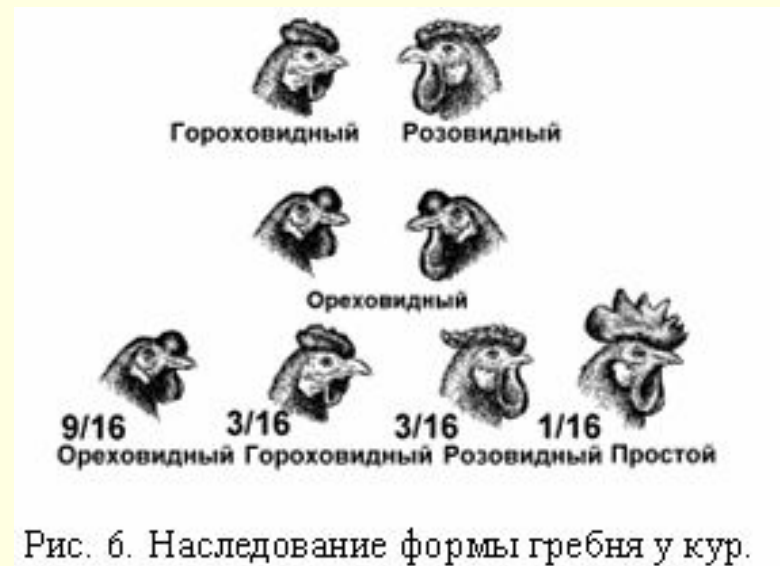 Гороховидный Розовидный
Ореховидный
9/16 3/16 3/16 1/16
Ореховидный Гороховидный Розовидный Простой
Рис. 6. Наследование формы гребня у кур.